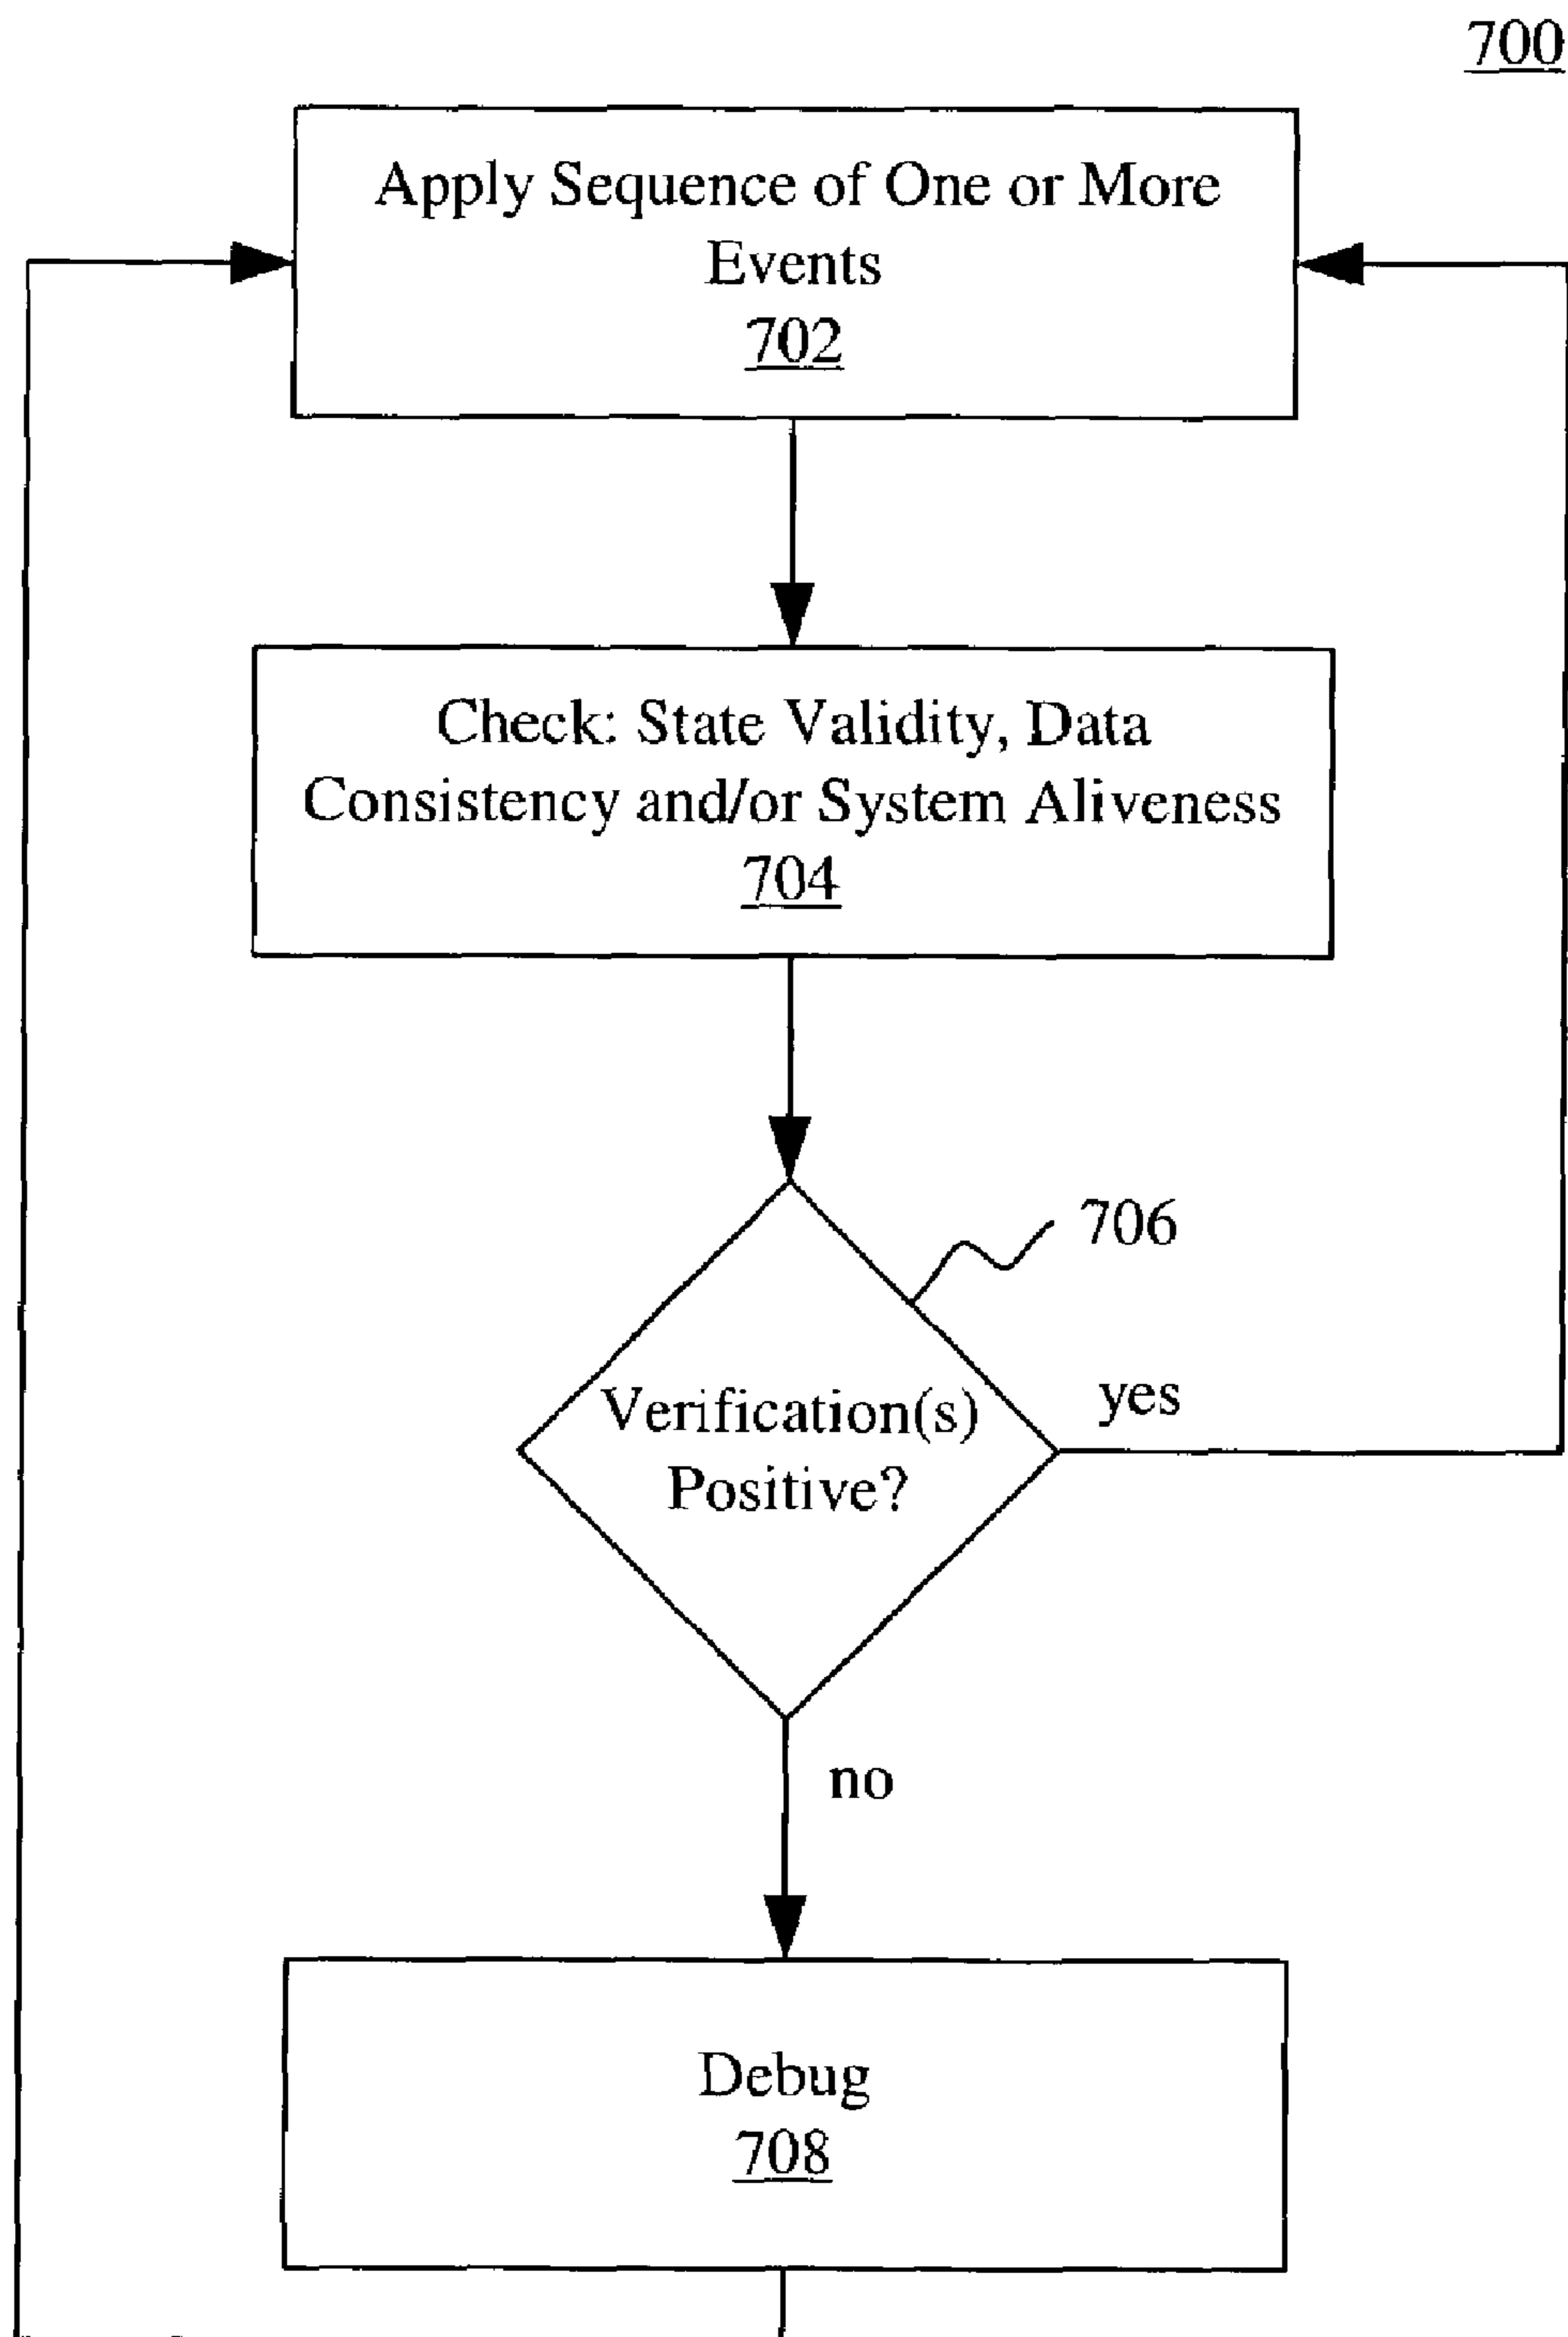 700
Apply Sequence of One or More
Events
702
Check: State Validity, Data
Consistency and/or System Aliveness
704
706
Verification(s)
Positive?
yes
no
Debug
708